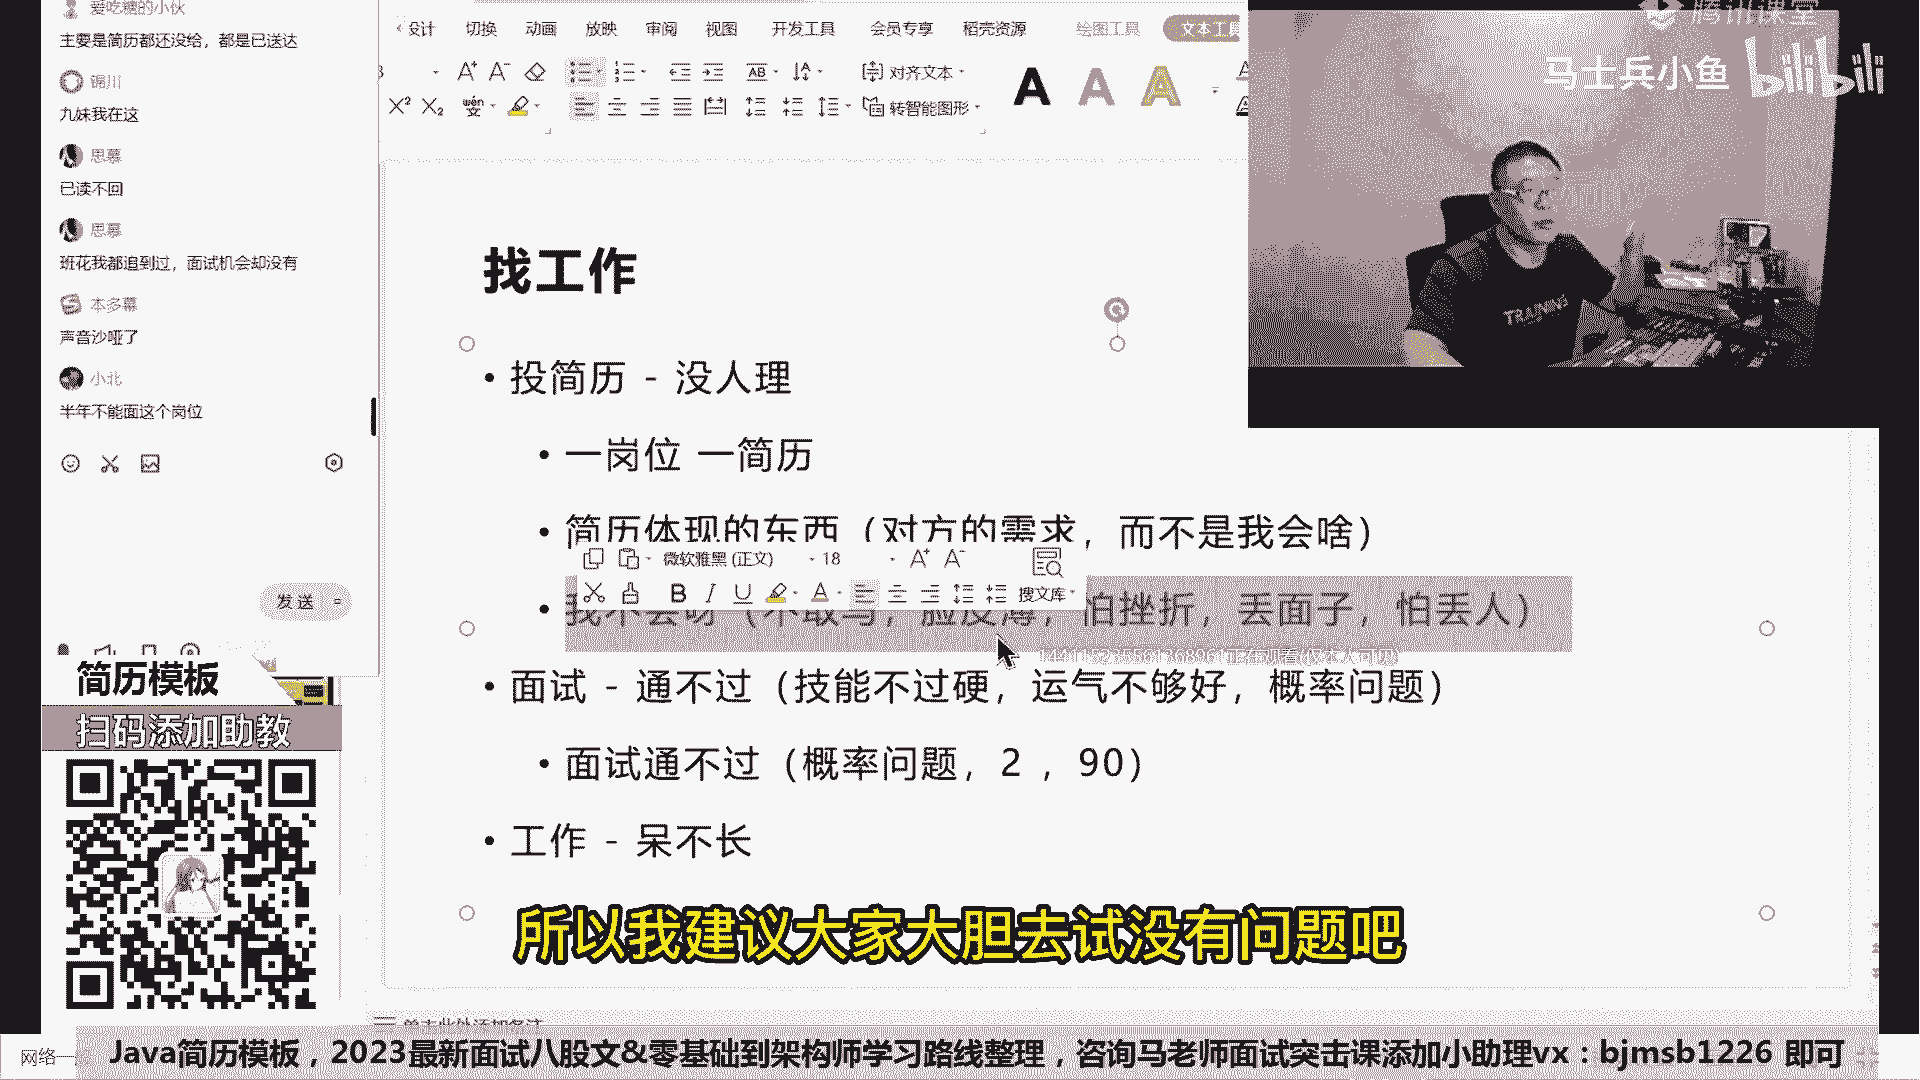 爱吃糖的小伙
主要是简历都还没给，都是已送达
锡川
九妹我在这
思慕
已读不回
思慕
班花我都追到过，面试机会却没有
本多幕
声音沙哑了
小北
半年不能面这个岗位
发送
简历模板
扫码添加助教
设计 切换 动画 放映 审阅 视图 开发工具 会员专享 稻壳资源 绘图工具 文本工具
对齐文本
转智能图形
腾讯课堂
马士兵小鱼 bilibili
TRAINING
找工作
• 投简历 - 没人理
• 一岗位 一简历
• 简历体现的东西（对方的需求，而不是我会啥）
微软雅黑 (正文) 18
B I U A 搜文库
• 我不会呀（不敢写，脸皮薄，怕挫折，丢面子，怕丢人）
• 面试 - 通不过（技能不过硬，运气不够好，概率问题）
• 面试通不过（概率问题，2 ，90）
• 工作 - 呆不长
所以我建议大家大胆去试没有问题吧
单击此处添加备注
网络一
Java简历模板，2023最新面试八股文&零基础到架构师学习路线整理，咨询马老师面试突击课添加小助理vx：bjmsb1226 即可